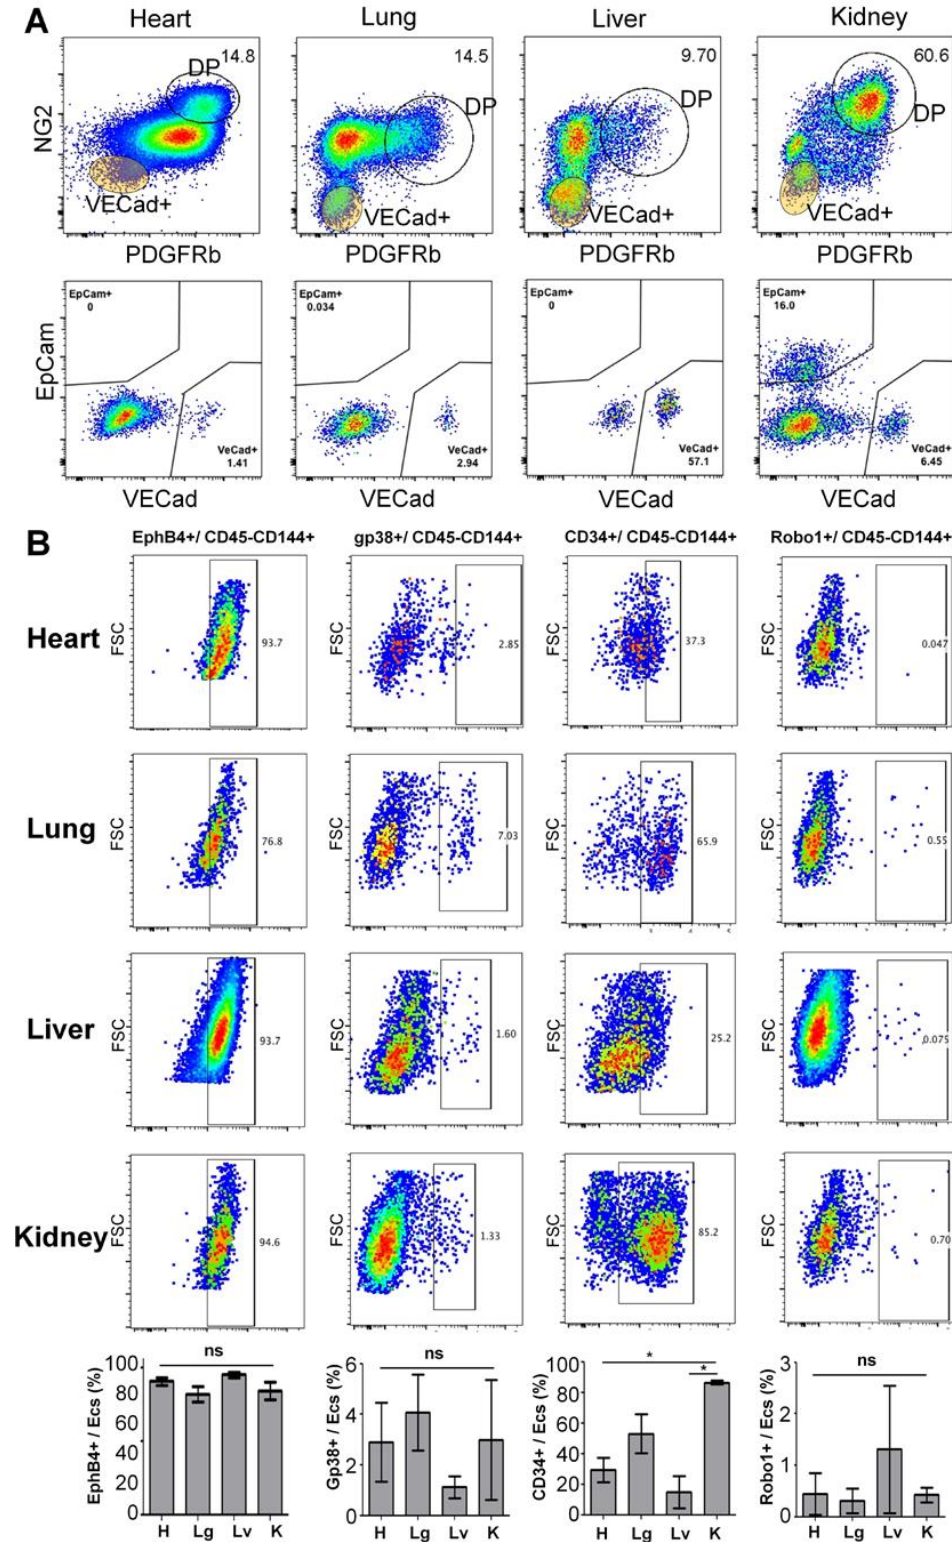 A
Heart Lung Liver Kidney
14.8 14.5 9.70 60.6
DP DP DP DP
NG2
VECad+ VECad+ VECad+ VECad+
PDGFRb PDGFRb PDGFRb PDGFRb
EpCam+ EpCam+ EpCam+ EpCam+
0 0.034 0 16.0
EpCam
VeCad+ VeCad+ VeCad+ VeCad+
1.41 2.94 57.1 6.45
VECad VECad VECad VECad
B
EphB4+/ CD45-CD144+ gp38+/ CD45-CD144+ CD34+/ CD45-CD144+ Robo1+/ CD45-CD144+
Heart
FSC FSC FSC FSC
93.7 2.85 37.3 0.047
Lung
FSC FSC FSC FSC
76.8 7.03 65.9 0.55
Liver
FSC FSC FSC FSC
93.7 1.60 25.2 0.075
Kidney
FSC FSC FSC FSC
94.6 1.33 85.2 0.70
EphB4+ / Ecs (%)
100
80
60
40
20
0
ns
H Lg Lv K
Gp38+ / Ecs (%)
6
4
2
0
ns
H Lg Lv K
CD34+ / Ecs (%)
100
80
60
40
20
0
*
*
H Lg Lv K
Robo1+ / Ecs (%)
3
2
1
0
ns
H Lg Lv K